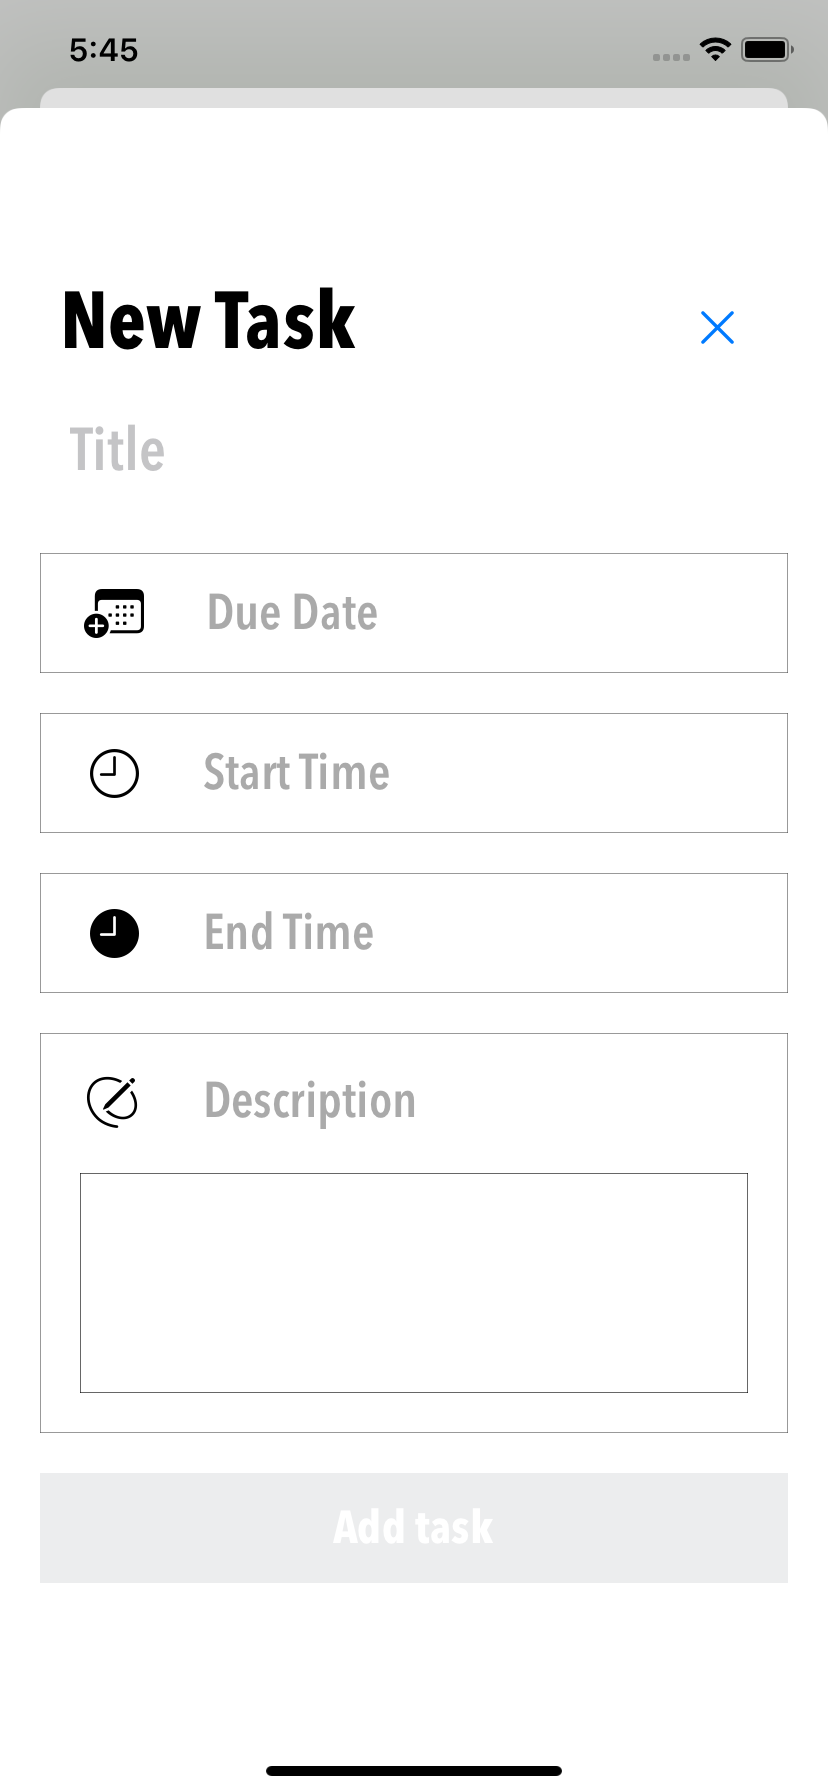 5:45
New Task
Title
Due Date
Start Time
End Time
Description
Add task